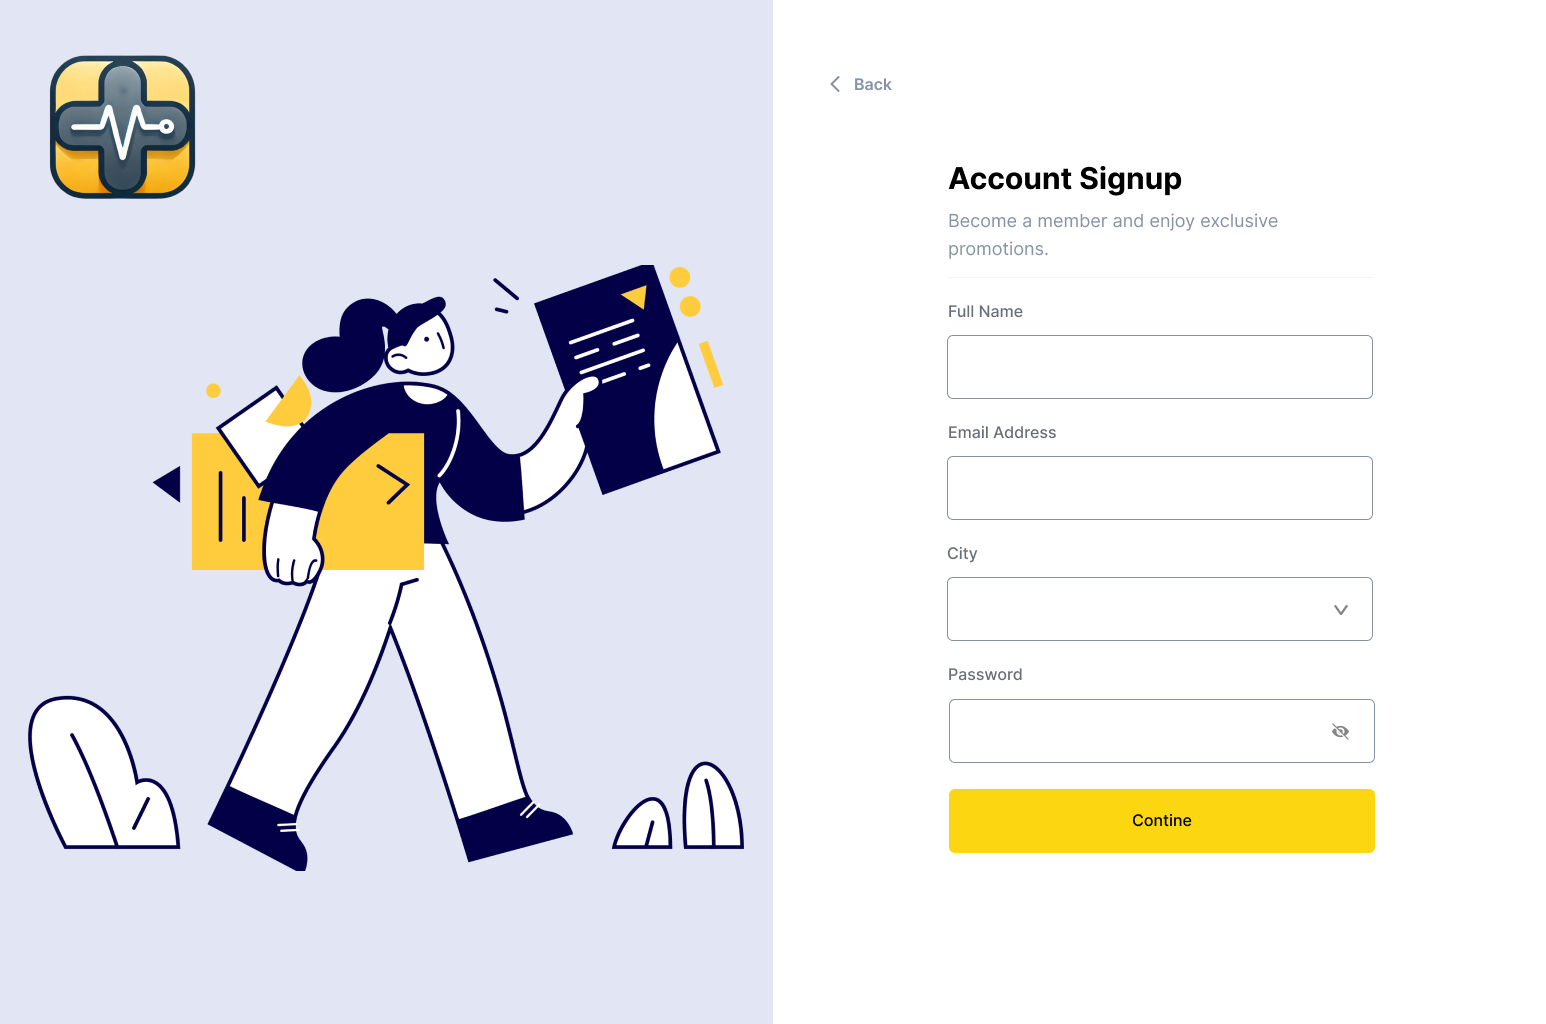 Back
Account Signup
Become a member and enjoy exclusive
promotions.
Full Name
Email Address
City
Password
Contine